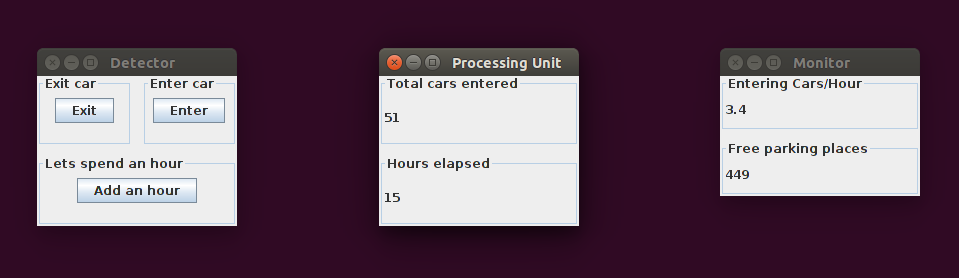 Detector
Exit car
Enter car
Exit
Enter
Lets spend an hour
Add an hour
Processing Unit
Total cars entered
51
Hours elapsed
15
Monitor
Entering Cars/Hour
3.4
Free parking places
449